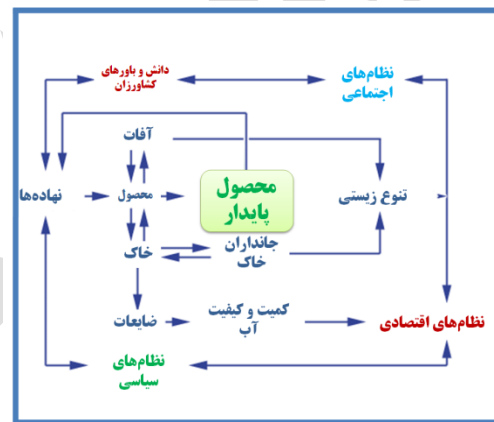 دانش و باورهای
کشاورزان
نظام‌های
اجتماعی
آفات
نهاده‌ها
محصول
محصول
پایدار
تنوع زیستی
خاک
جانداران
خاک
ضایعات
کمیت و کیفیت
آب
نظام‌های اقتصادی
نظام‌های
سیاسی